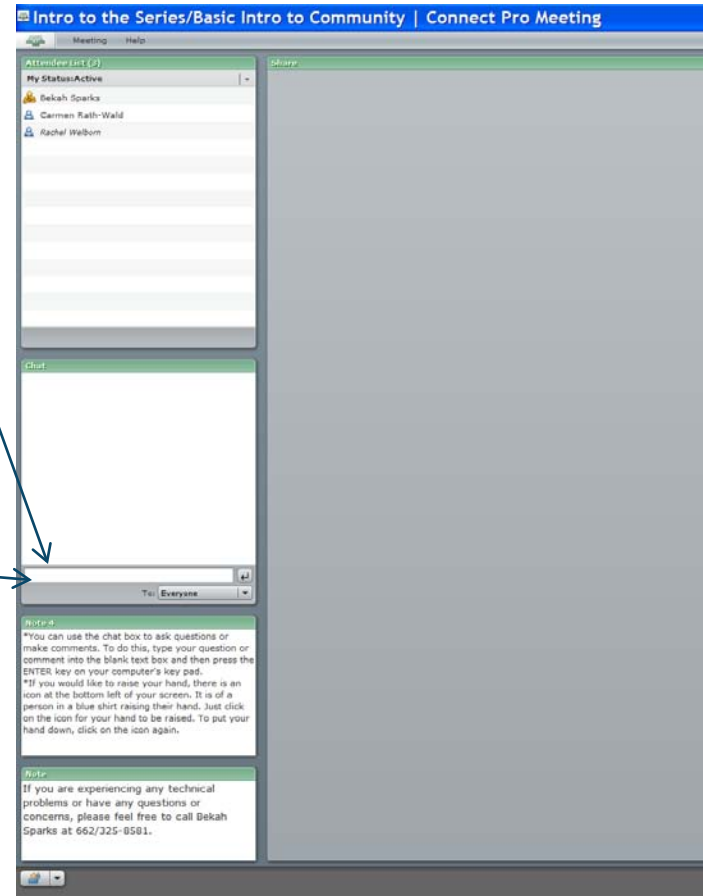 Intro to the Series/Basic Intro to Community | Connect Pro Meeting
Meeting Help
Attendee List (3)
My Status:Active
Bekah Sparks
Carmen Rath-Wald
Rachel Welborn
Share
Chat
To: Everyone
Note 4
*You can use the chat box to ask questions or
make comments. To do this, type your question or
comment into the blank text box and then press the
ENTER key on your computer's key pad.
*If you would like to raise your hand, there is an
icon at the bottom left of your screen. It is of a
person in a blue shirt raising their hand. Just click
on the icon for your hand to be raised. To put your
hand down, click on the icon again.
Note
If you are experiencing any technical
problems or have any questions or
concerns, please feel free to call Bekah
Sparks at 662/325-8581.